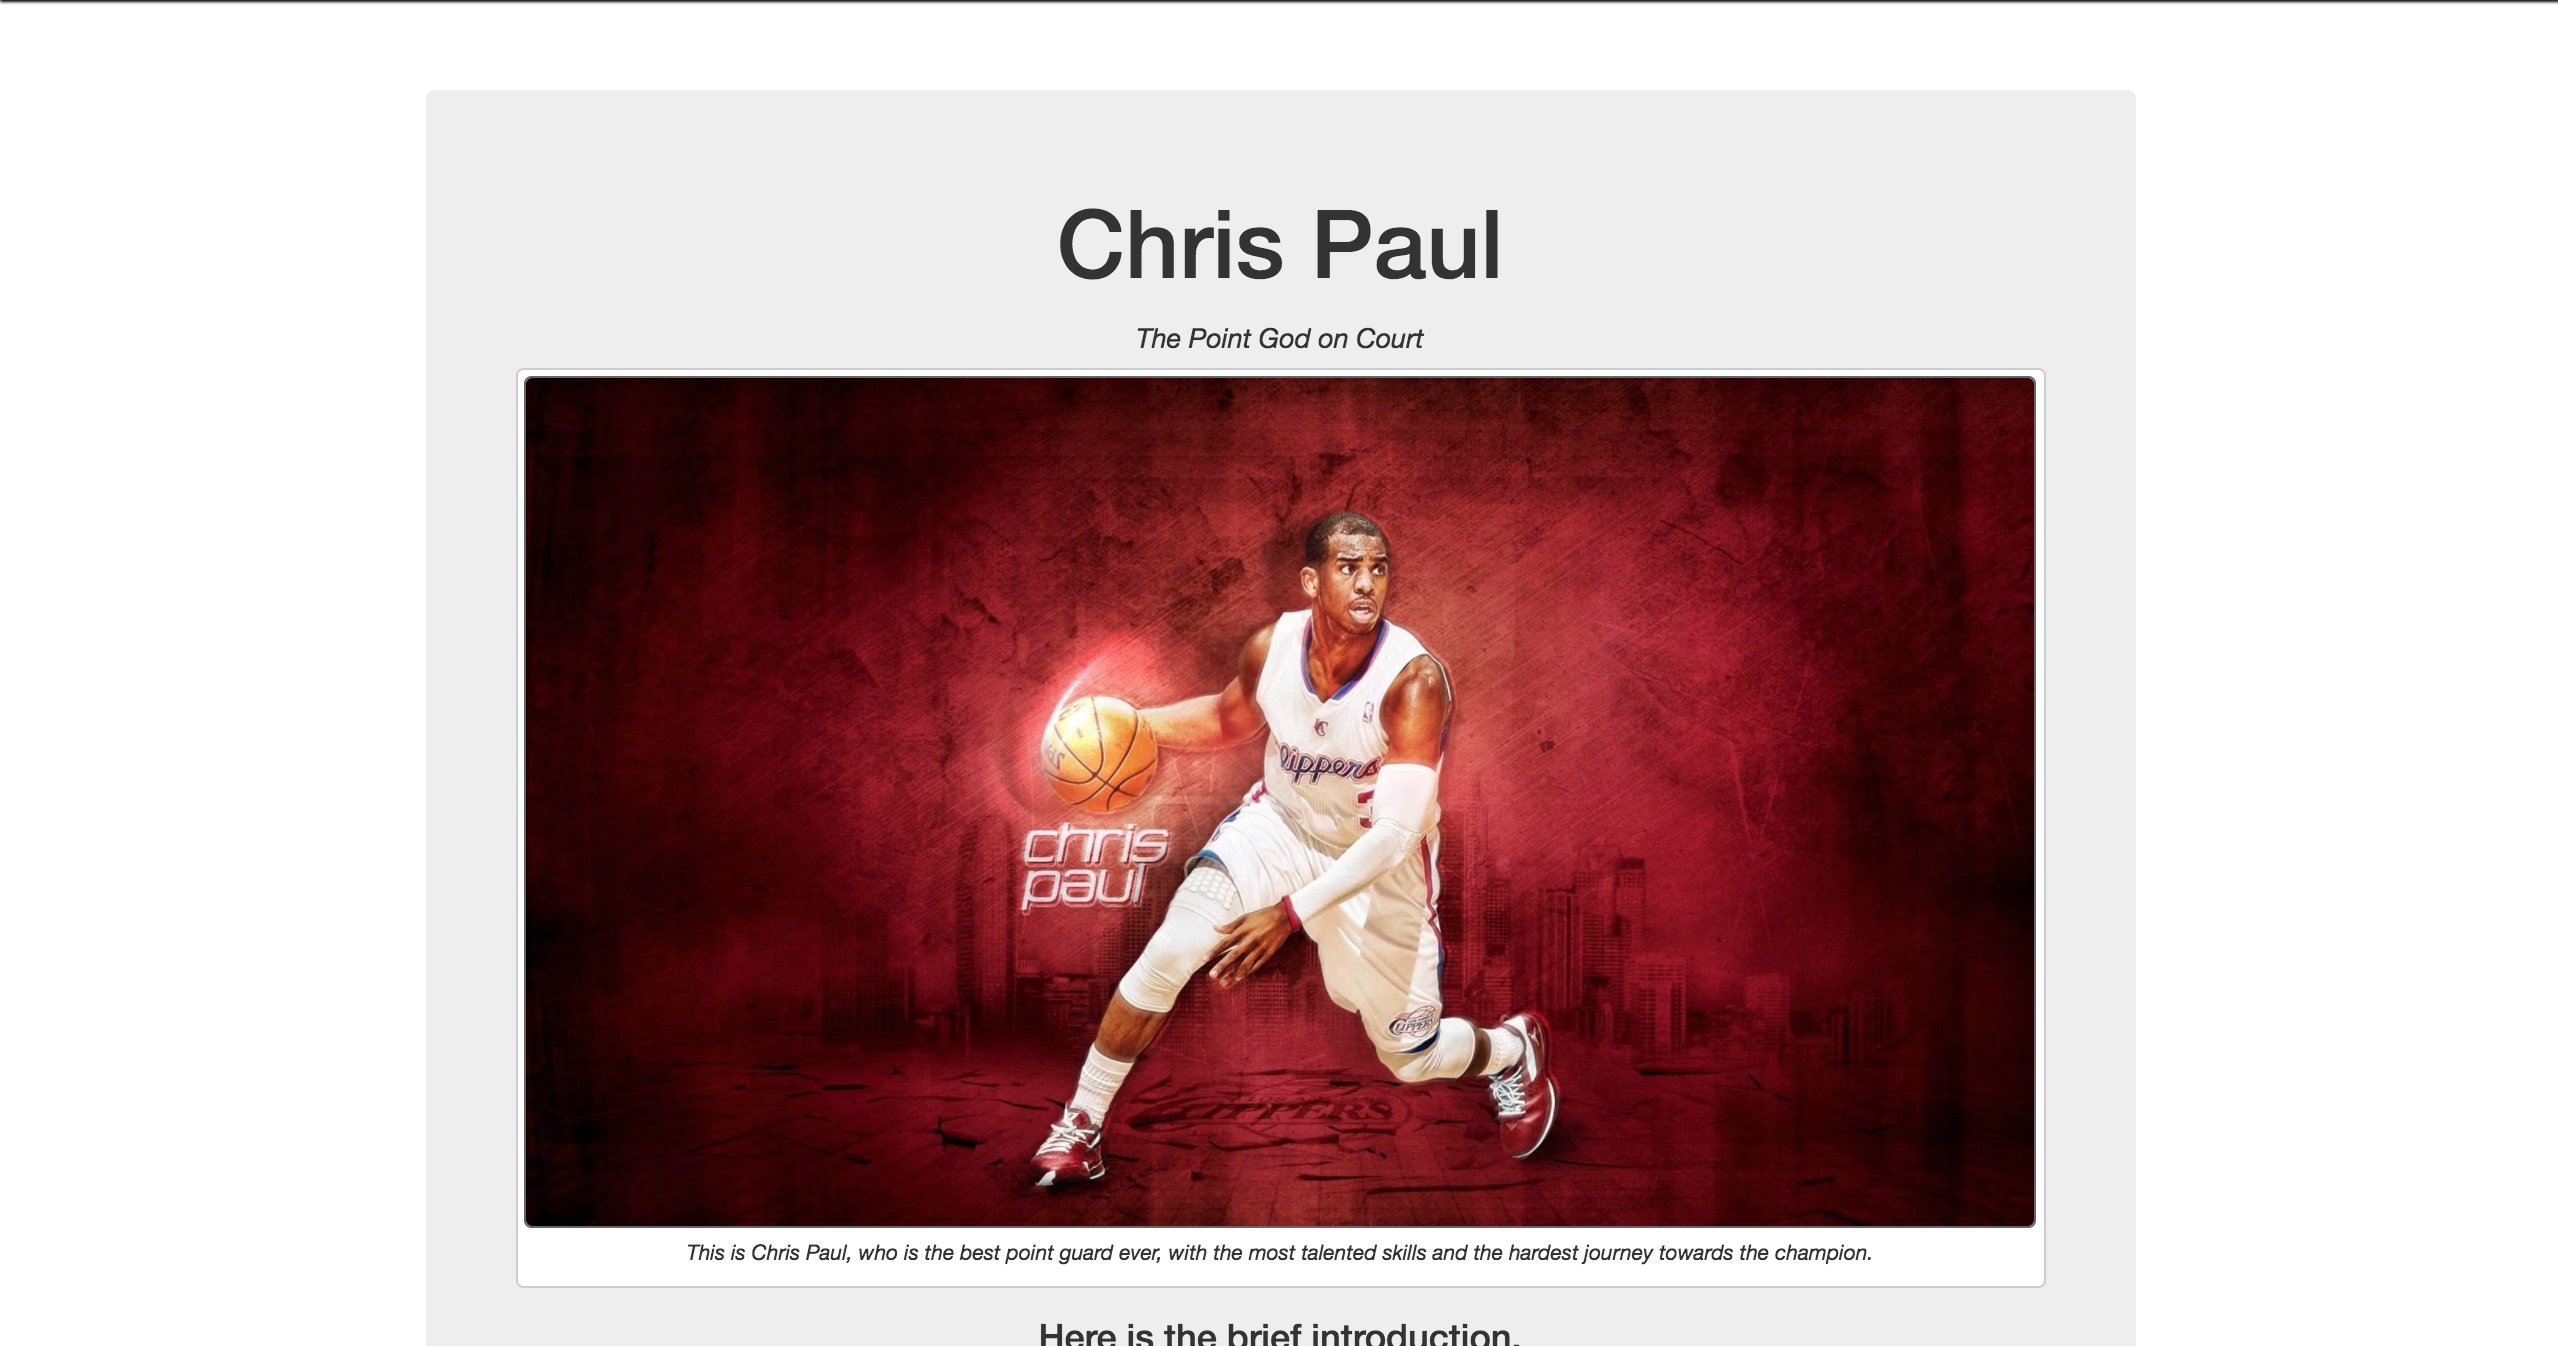 Chris Paul
The Point God on Court
lippers
3
chris
paul
CLIPPERS
CLIPPERS
This is Chris Paul, who is the best point guard ever, with the most talented skills and the hardest journey towards the champion.
Here is the brief introduction.